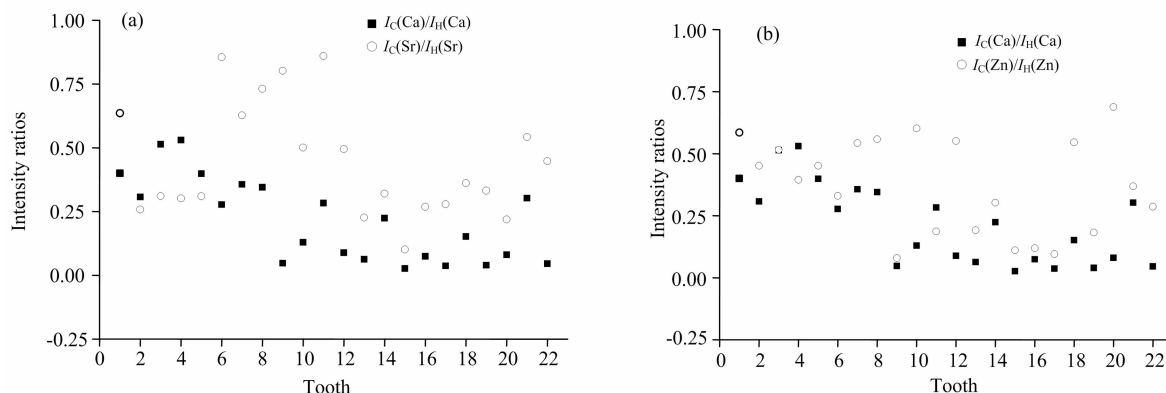 (a)
I_C(Ca)/I_H(Ca)
I_C(Sr)/I_H(Sr)
Intensity ratios
1.00
0.75
0.50
0.25
0.00
-0.25
0 2 4 6 8 10 12 14 16 18 20 22
Tooth
(b)
I_C(Ca)/I_H(Ca)
I_C(Zn)/I_H(Zn)
Intensity ratios
1.00
0.75
0.50
0.25
0.00
-0.25
0 2 4 6 8 10 12 14 16 18 20 22
Tooth